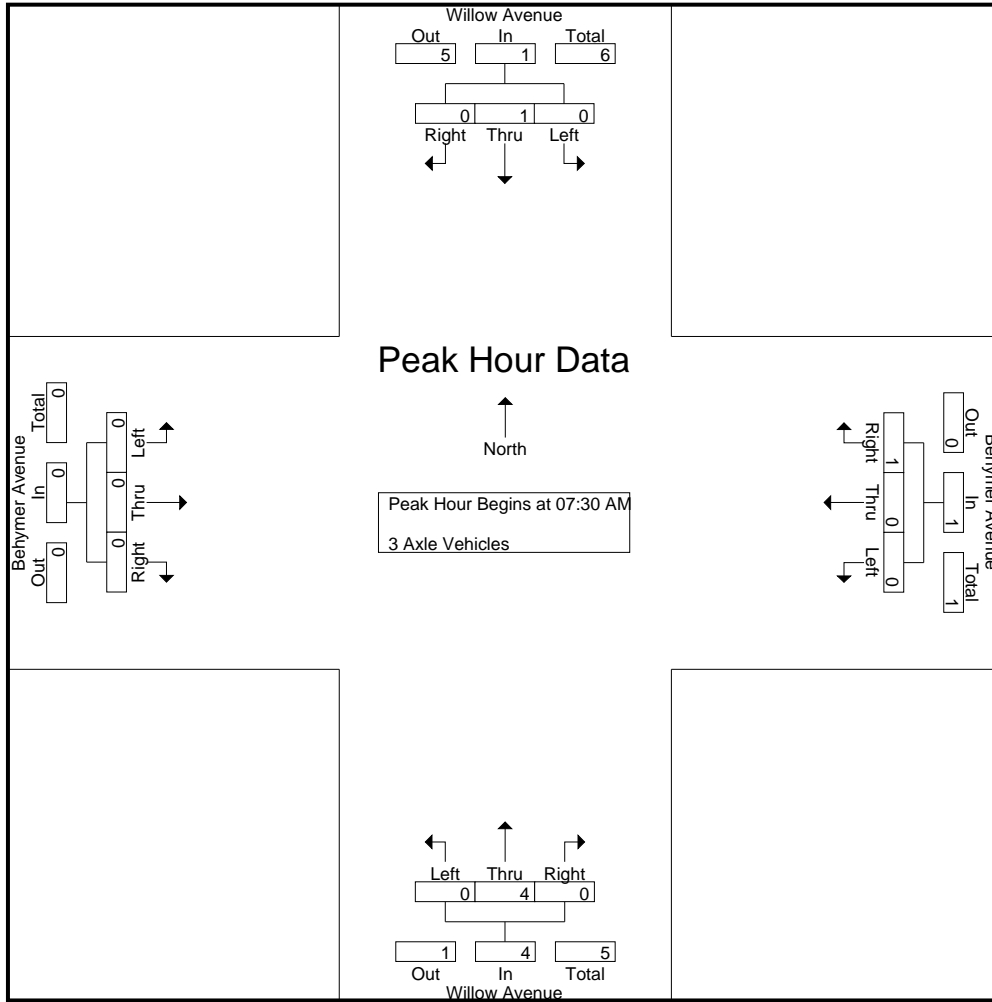 Willow Avenue
Out In Total
5 1 6
0 1 0
Right Thru Left
Peak Hour Data
North
Peak Hour Begins at 07:30 AM
3 Axle Vehicles
Behymer Avenue
Total In Out
0 0 0
0 0 0
Left Thru Right
Behymer Avenue
Out In Total
0 1 1
Right Thru Left
1 0 0
Left Thru Right
0 4 0
1 4 5
Out In Total
Willow Avenue